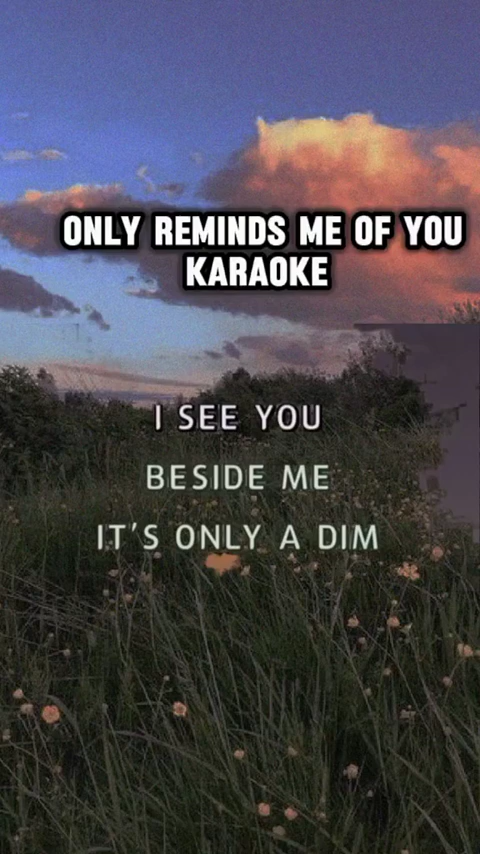 ONLY REMINDS ME OF YOU
KARAOKE
I SEE YOU
BESIDE ME
IT'S ONLY A DIM